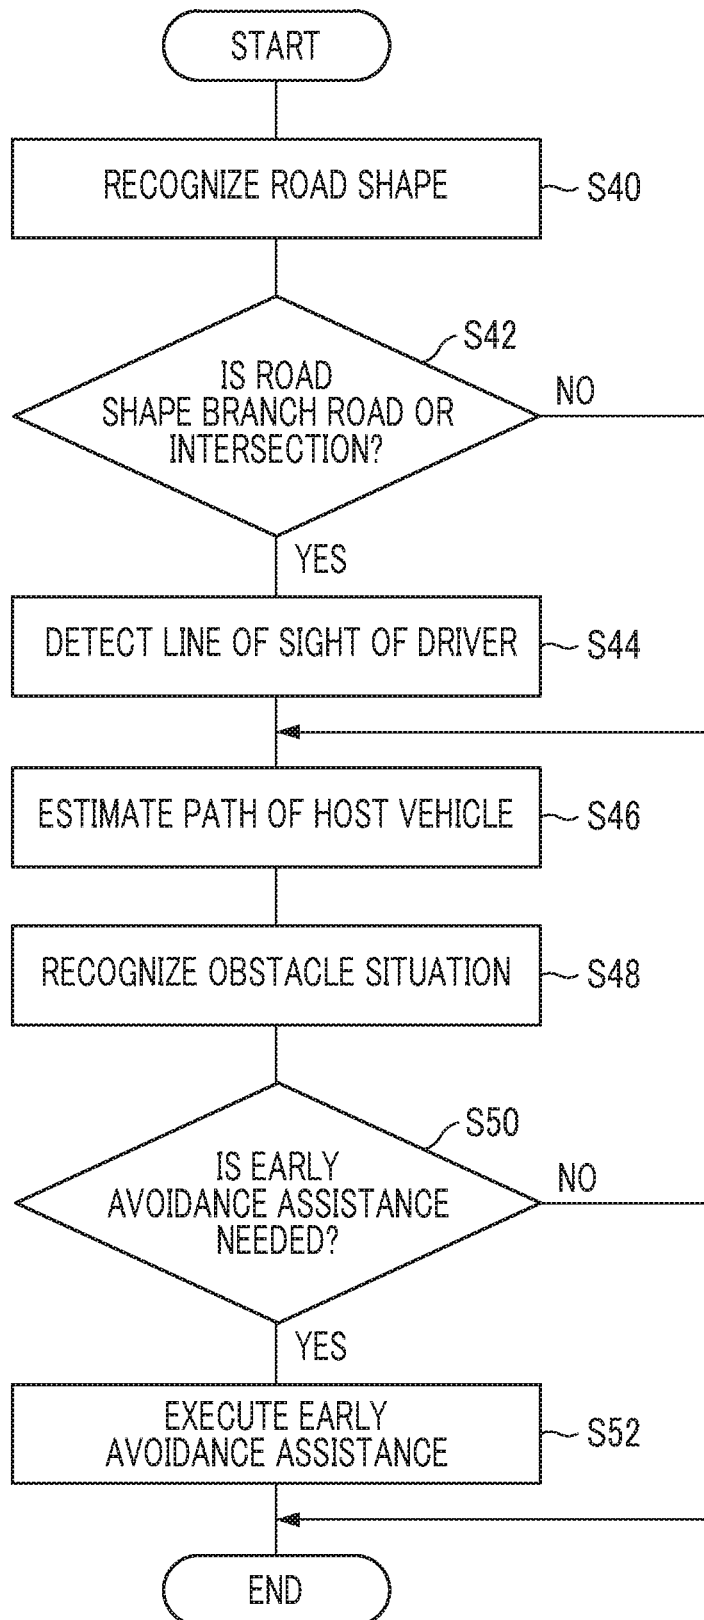 START
RECOGNIZE ROAD SHAPE
S40
S42
IS ROAD
SHAPE BRANCH ROAD OR
INTERSECTION?
NO
YES
DETECT LINE OF SIGHT OF DRIVER
S44
ESTIMATE PATH OF HOST VEHICLE
S46
RECOGNIZE OBSTACLE SITUATION
S48
S50
IS EARLY
AVOIDANCE ASSISTANCE
NEEDED?
NO
YES
EXECUTE EARLY
AVOIDANCE ASSISTANCE
S52
END